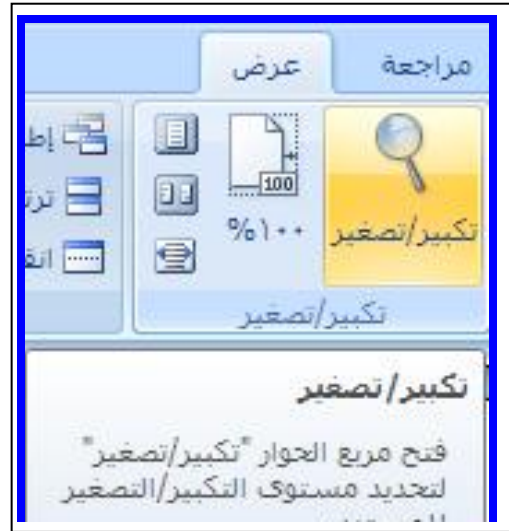 مراجعة عرض
تكبير/تصغير
100
%١٠٠
تكبير/تصغير
تكبير/تصغير
فتح مربع الحوار "تكبير/تصغير"
لتحديد مستوى التكبير/التصغير